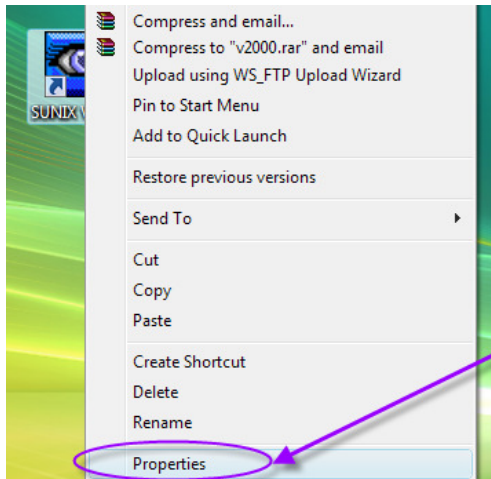 Compress and email...
Compress to "v2000.rar" and email
Upload using WS_FTP Upload Wizard
Pin to Start Menu
Add to Quick Launch
Restore previous versions
Send To
Cut
Copy
Paste
Create Shortcut
Delete
Rename
Properties
SUNIX